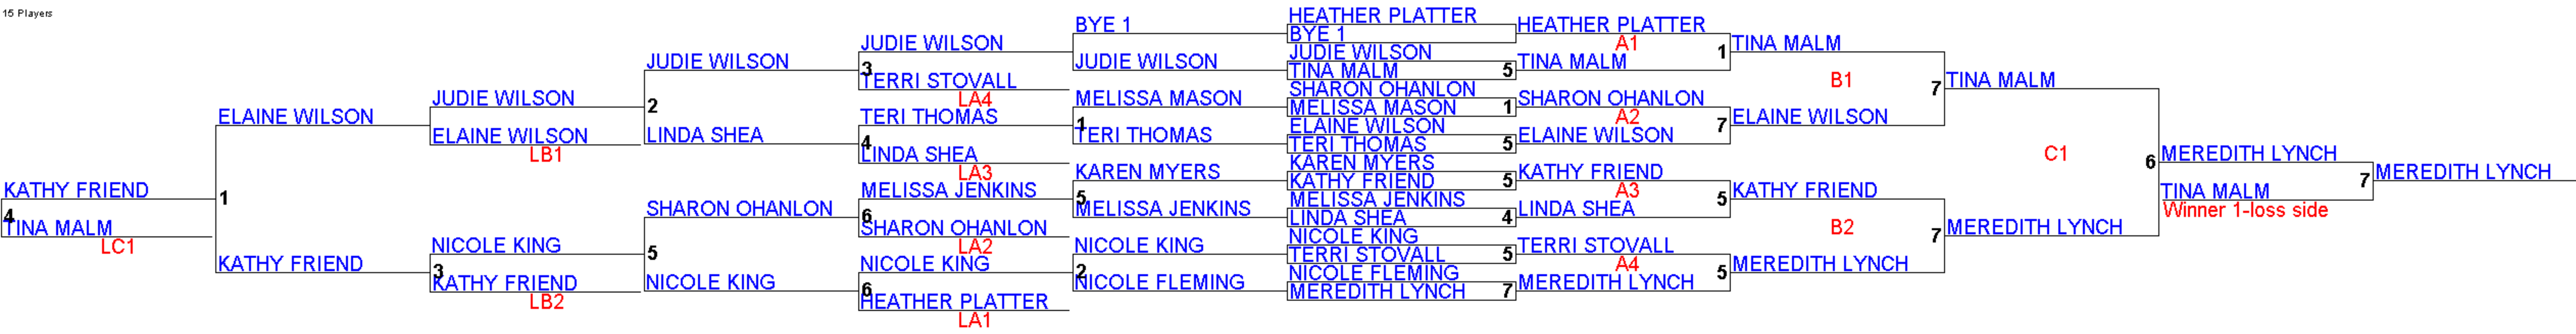 15 Players
KATHY FRIEND
4
TINA MALM
LC1
ELAINE WILSON
1
KATHY FRIEND
JUDIE WILSON
ELAINE WILSON
LB1
NICOLE KING
3
KATHY FRIEND
LB2
JUDIE WILSON
2
LINDA SHEA
SHARON OHANLON
5
NICOLE KING
JUDIE WILSON
3
TERRI STOVALL
LA4
TERI THOMAS
4
LINDA SHEA
LA3
MELISSA JENKINS
6
SHARON OHANLON
LA2
NICOLE KING
6
HEATHER PLATTER
LA1
BYE 1
JUDIE WILSON
MELISSA MASON
1
TERI THOMAS
KAREN MYERS
5
MELISSA JENKINS
NICOLE KING
2
NICOLE FLEMING
HEATHER PLATTER
BYE 1
JUDIE WILSON
TINA MALM 5
SHARON OHANLON
MELISSA MASON 1
ELAINE WILSON
TERI THOMAS 5
KAREN MYERS
KATHY FRIEND 5
MELISSA JENKINS
LINDA SHEA 4
NICOLE KING
TERRI STOVALL 5
NICOLE FLEMING
MEREDITH LYNCH 7
HEATHER PLATTER
A1
1
TINA MALM
SHARON OHANLON
A2
7
ELAINE WILSON
KATHY FRIEND
A3
5
LINDA SHEA
TERRI STOVALL
A4
5
MEREDITH LYNCH
TINA MALM
B1
7
ELAINE WILSON
KATHY FRIEND
B2
7
MEREDITH LYNCH
TINA MALM
C1
6
MEREDITH LYNCH
MEREDITH LYNCH
7
TINA MALM
Winner 1-loss side
MEREDITH LYNCH